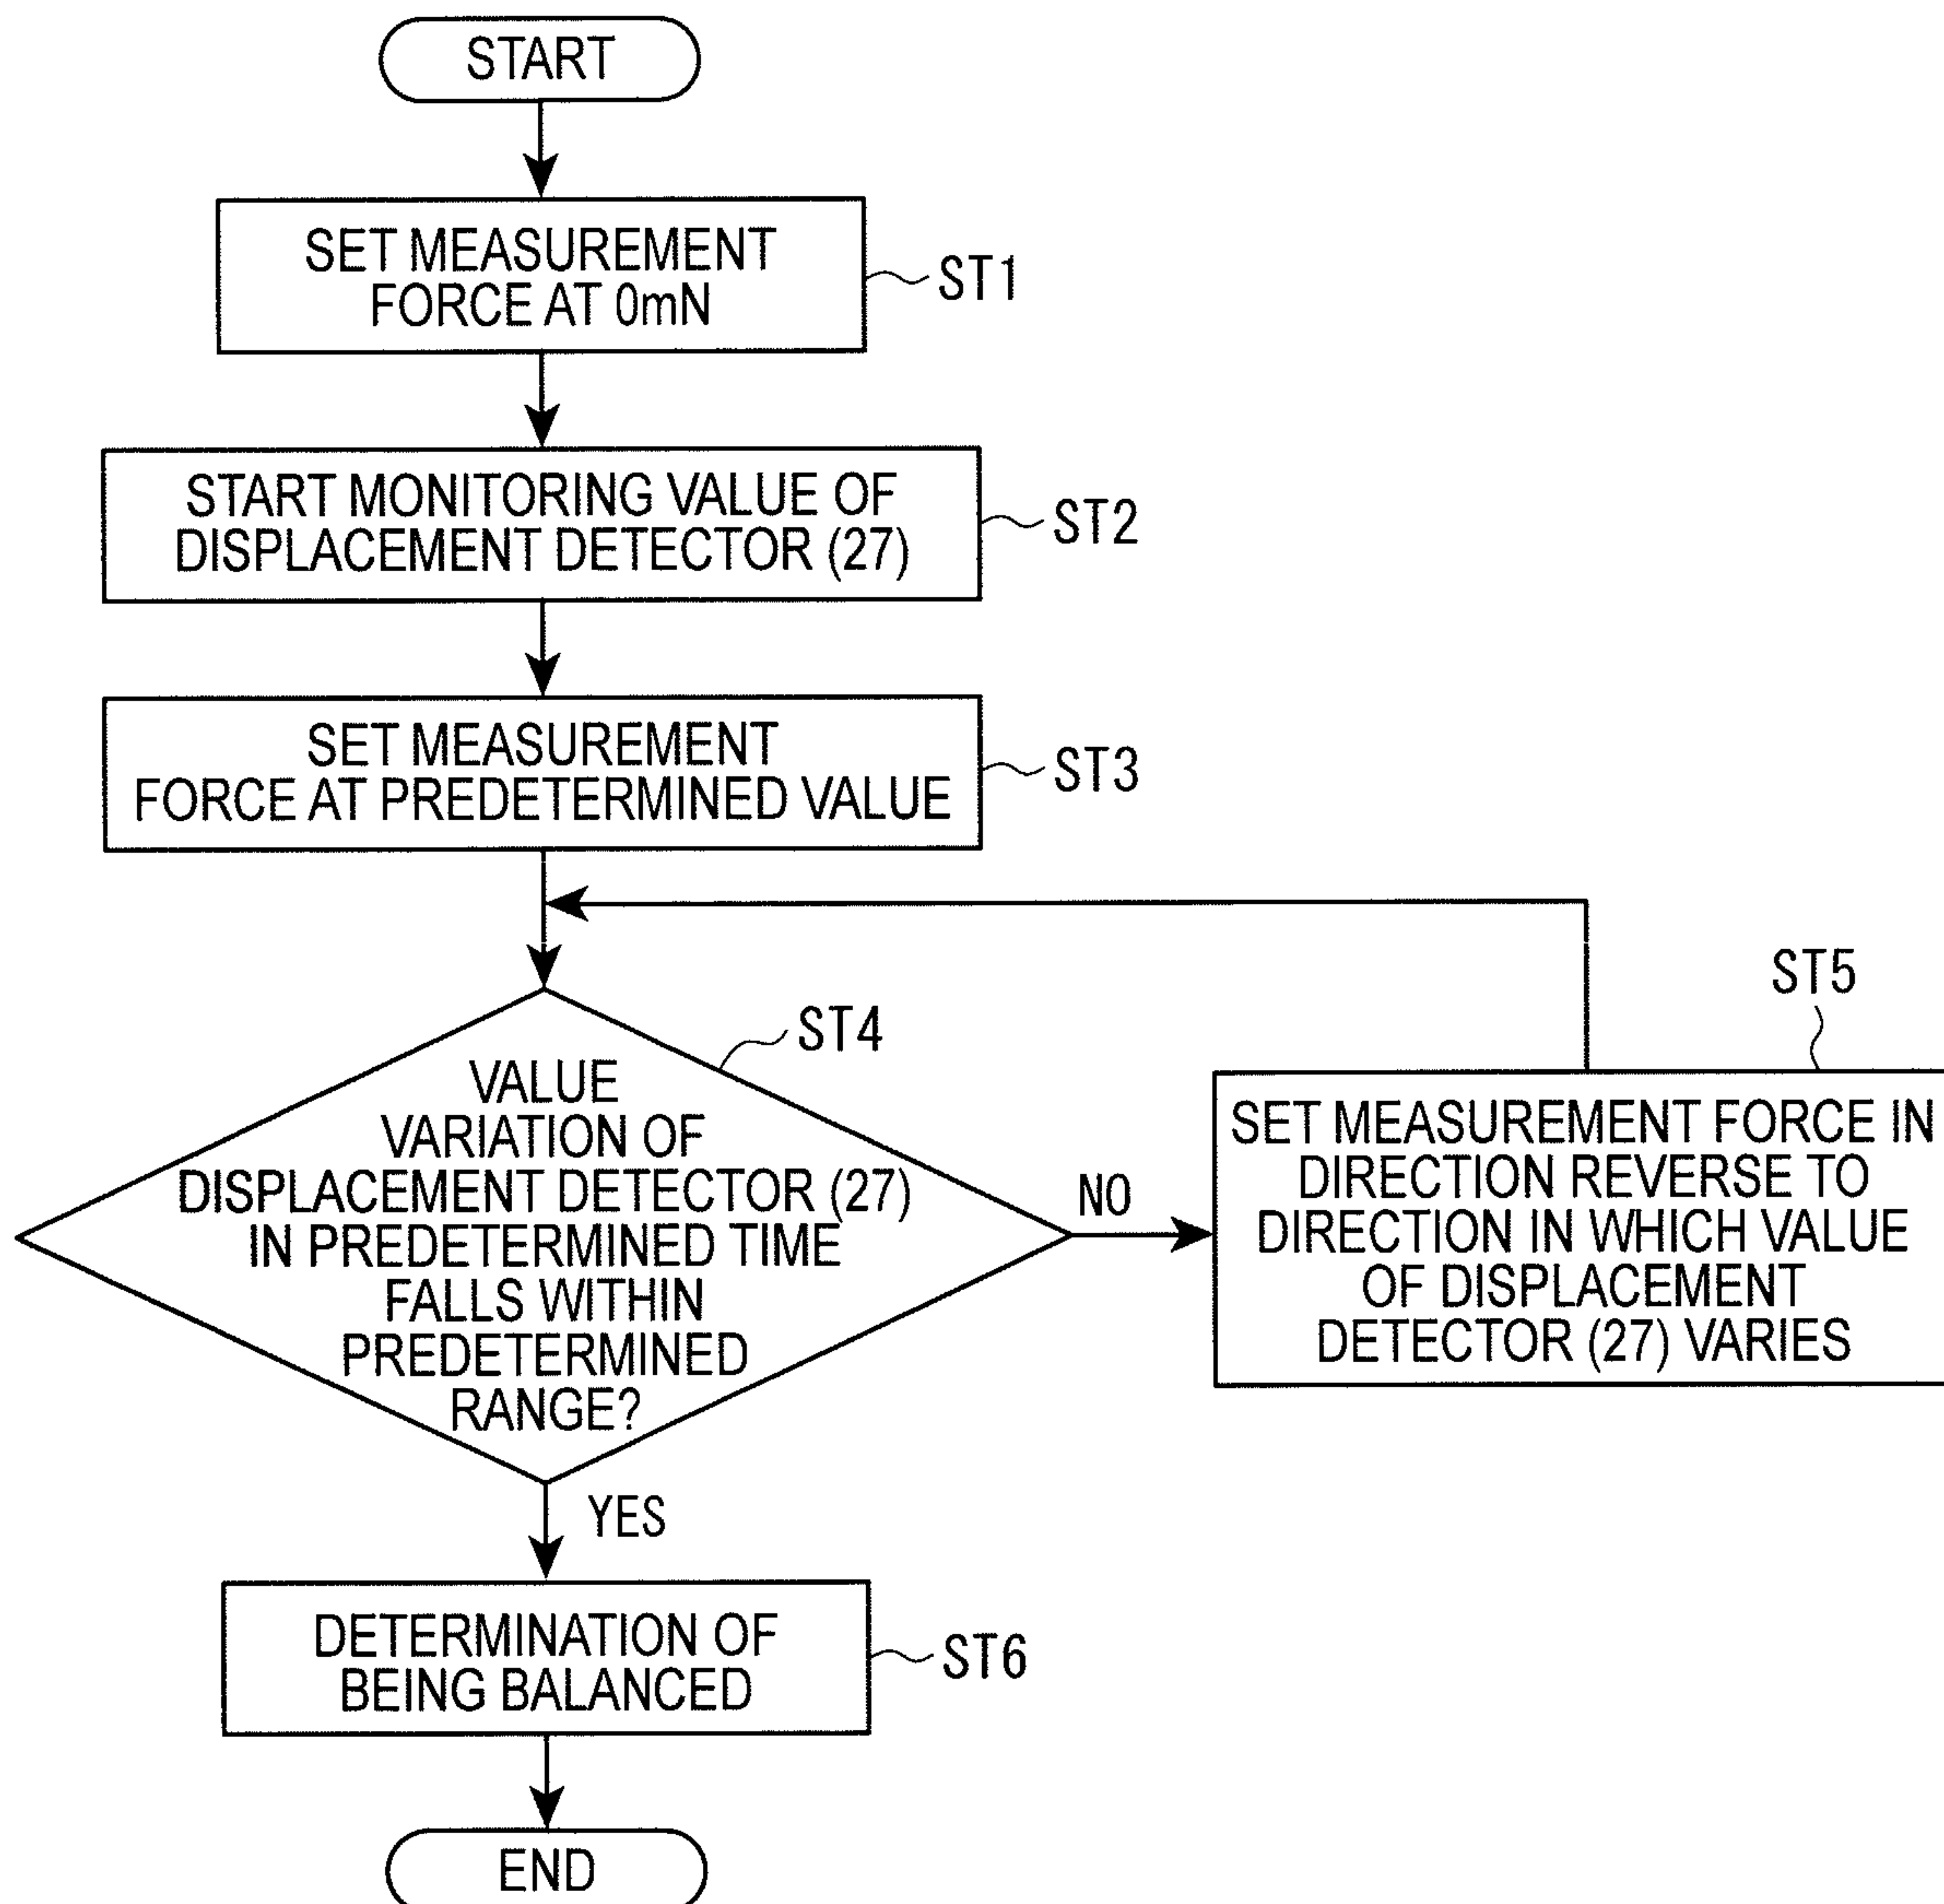 START
SET MEASUREMENT
FORCE AT 0mN
ST1
START MONITORING VALUE OF
DISPLACEMENT DETECTOR (27)
ST2
SET MEASUREMENT
FORCE AT PREDETERMINED VALUE
ST3
ST4
VALUE
VARIATION OF
DISPLACEMENT DETECTOR (27)
IN PREDETERMINED TIME
FALLS WITHIN
PREDETERMINED
RANGE?
NO
ST5
SET MEASUREMENT FORCE IN
DIRECTION REVERSE TO
DIRECTION IN WHICH VALUE
OF DISPLACEMENT
DETECTOR (27) VARIES
YES
DETERMINATION OF
BEING BALANCED
ST6
END